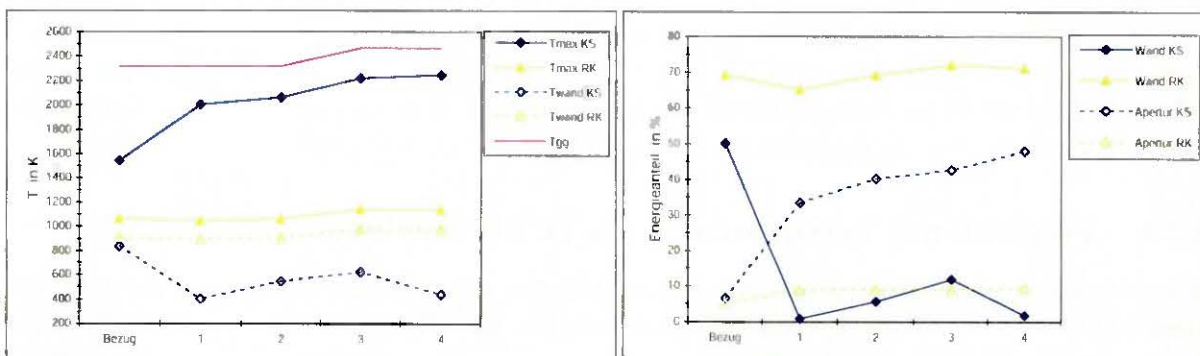 T in K
2600
2400
2200
2000
1800
1600
1400
1200
1000
800
600
400
200
Bezug 1 2 3 4
Tmax KS
Tmax RK
Twand KS
Twand RK
Tgg
Energieanteil in %
80
70
60
50
40
30
20
10
0
Bezug 1 2 3 4
Wand KS
Wand RK
Apertur KS
Apertur RK